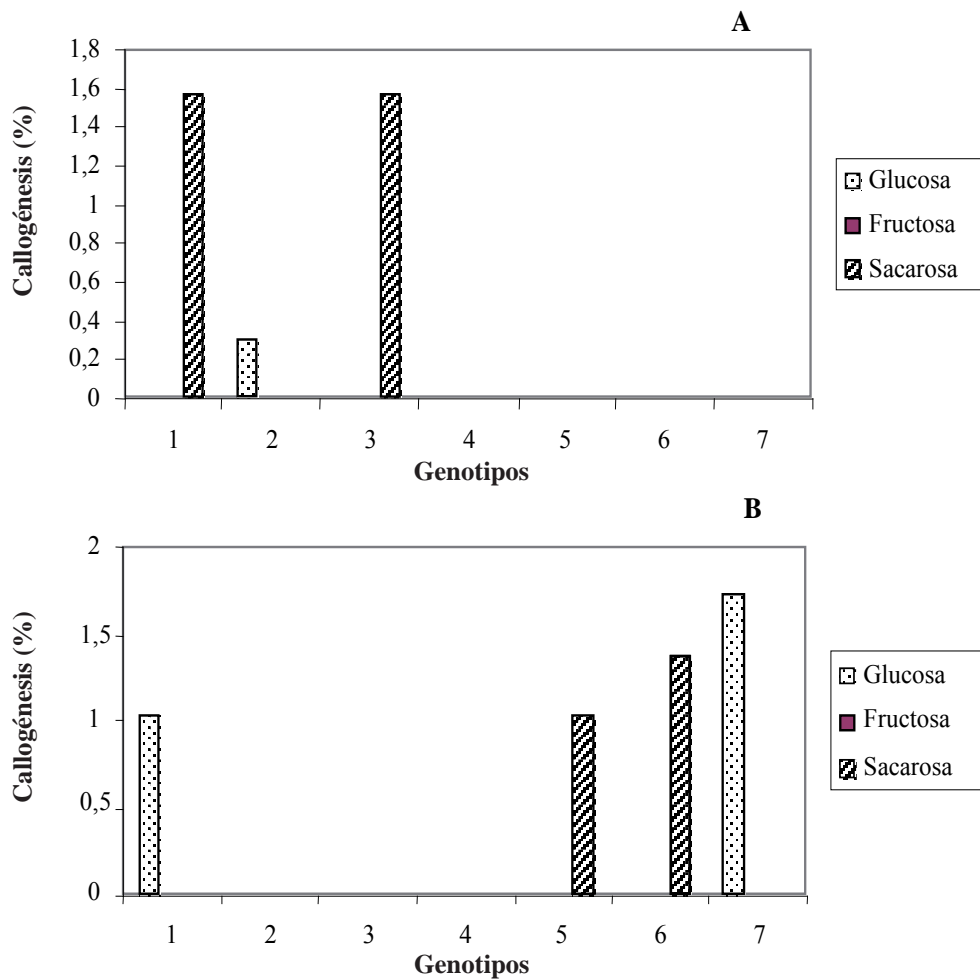 A
1,8
1,6
1,4
1,2
1
0,8
0,6
0,4
0,2
0
Callogénesis (%)
1 2 3 4 5 6 7
Genotipos
Glucosa
Fructosa
Sacarosa
B
2
1,5
1
0,5
0
Callogénesis (%)
1 2 3 4 5 6 7
Genotipos
Glucosa
Fructosa
Sacarosa